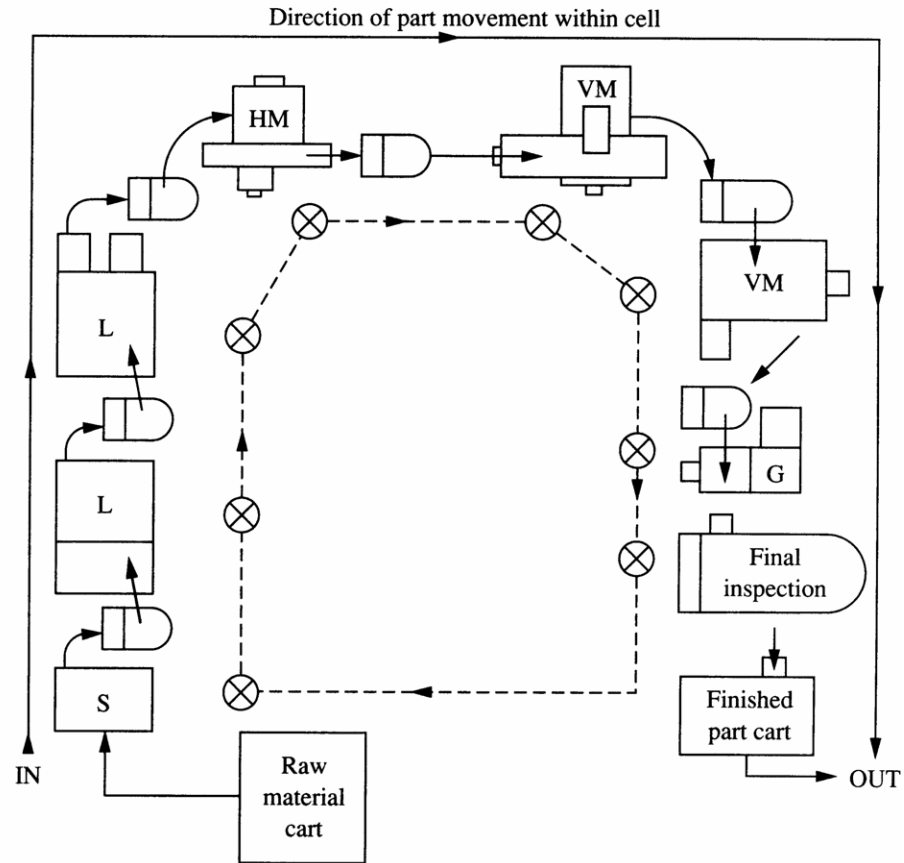 Direction of part movement within cell
HM
VM
VM
L
L
G
Final
inspection
S
Finished
part cart
IN
Raw
material
cart
OUT